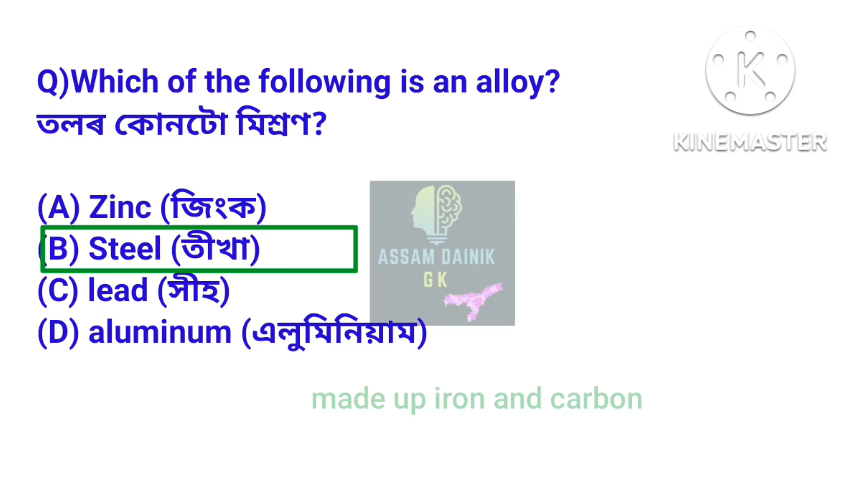 Q)Which of the following is an alloy?
তলৰ কোনটো মিশ্ৰণ?
(A) Zinc (জিংক)
(B) Steel (তীখা)
(C) lead (সীহ)
(D) aluminum (এলুমিনিয়াম)
made up iron and carbon
ASSAM DAINIK
GK
KINEMASTER